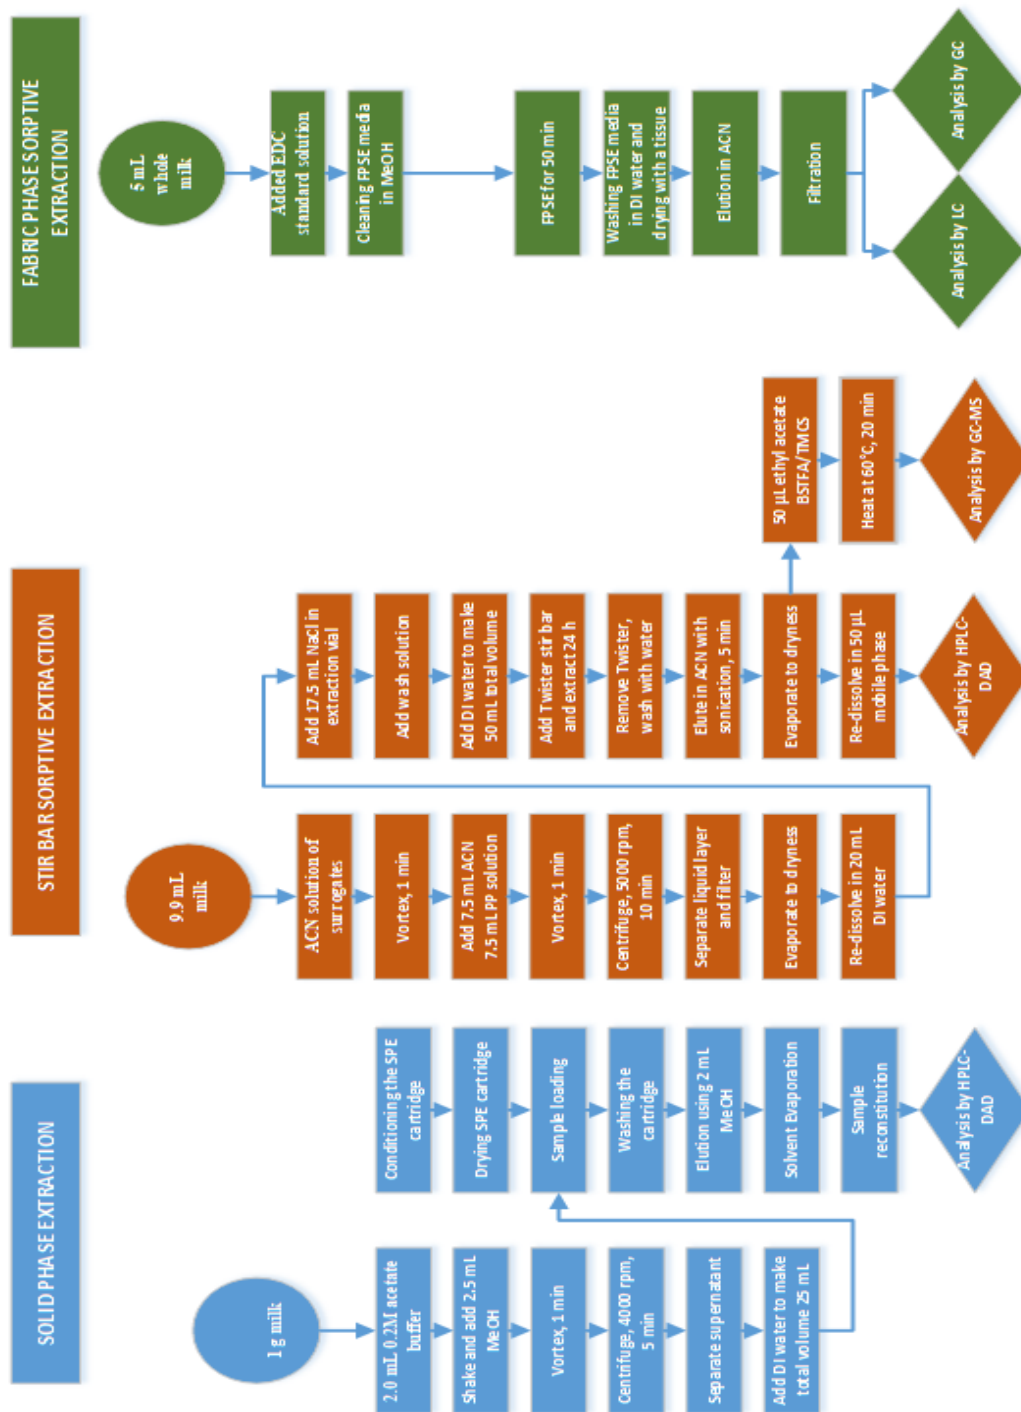 SOLID PHASE EXTRACTION
1 g milk
2.0 mL 0.2M acetate
buffer
Shake and add 2.5 mL
MeOH
Vortex, 1 min
Centrifuge, 4000 rpm,
5 min
Separate supernatant
Add DI water to make
total volume 25 mL
Conditioning the SPE
cartridge
Drying SPE cartridge
Sample loading
Washing the
cartridge
Elution using 2 mL
MeOH
Solvent Evaporation
Sample
reconstitution
Analysis by HPLC-
DAD
STIR BAR SORPTIVE EXTRACTION
9.9 mL
milk
ACN solution of
surrogates
Vortex, 1 min
Add 7.5 mL ACN
7.5 mL PP solution
Vortex, 1 min
Centrifuge, 5000 rpm,
10 min
Separate liquid layer
and filter
Evaporate to dryness
Re-dissolve in 20 mL
DI water
Add 17.5 mL NaCl in
extraction vial
Add wash solution
Add DI water to make
50 mL total volume
Add Twister stir bar
and extract 24 h
Remove Twister,
wash with water
Elute in ACN with
sonication, 5 min
Evaporate to dryness
Re-dissolve in 50 µL
mobile phase
Analysis by HPLC-
DAD
50 µL ethyl acetate
BSTFA/TMCS
Heat at 60°C, 20 min
Analysis by GC-MS
FABRIC PHASE SORPTIVE
EXTRACTION
5 mL
whole
milk
Added EDC
standard solution
Cleaning FPSE media
in MeOH
FPSE for 50 min
Washing FPSE media
in DI water and
drying with a tissue
Elution in ACN
Filtration
Analysis by LC
Analysis by GC